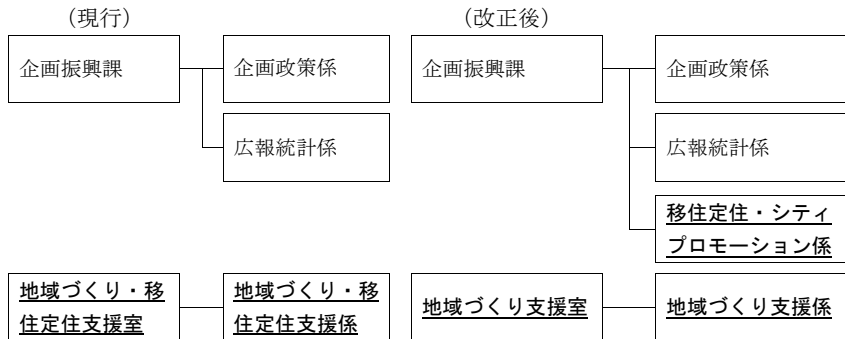 (現行)
(改正後)
企画振興課
企画政策係
企画振興課
企画政策係
広報統計係
広報統計係
移住定住・シティ
プロモーション係
地域づくり・移
住定住支援室
地域づくり・移
住定住支援係
地域づくり支援室
地域づくり支援係